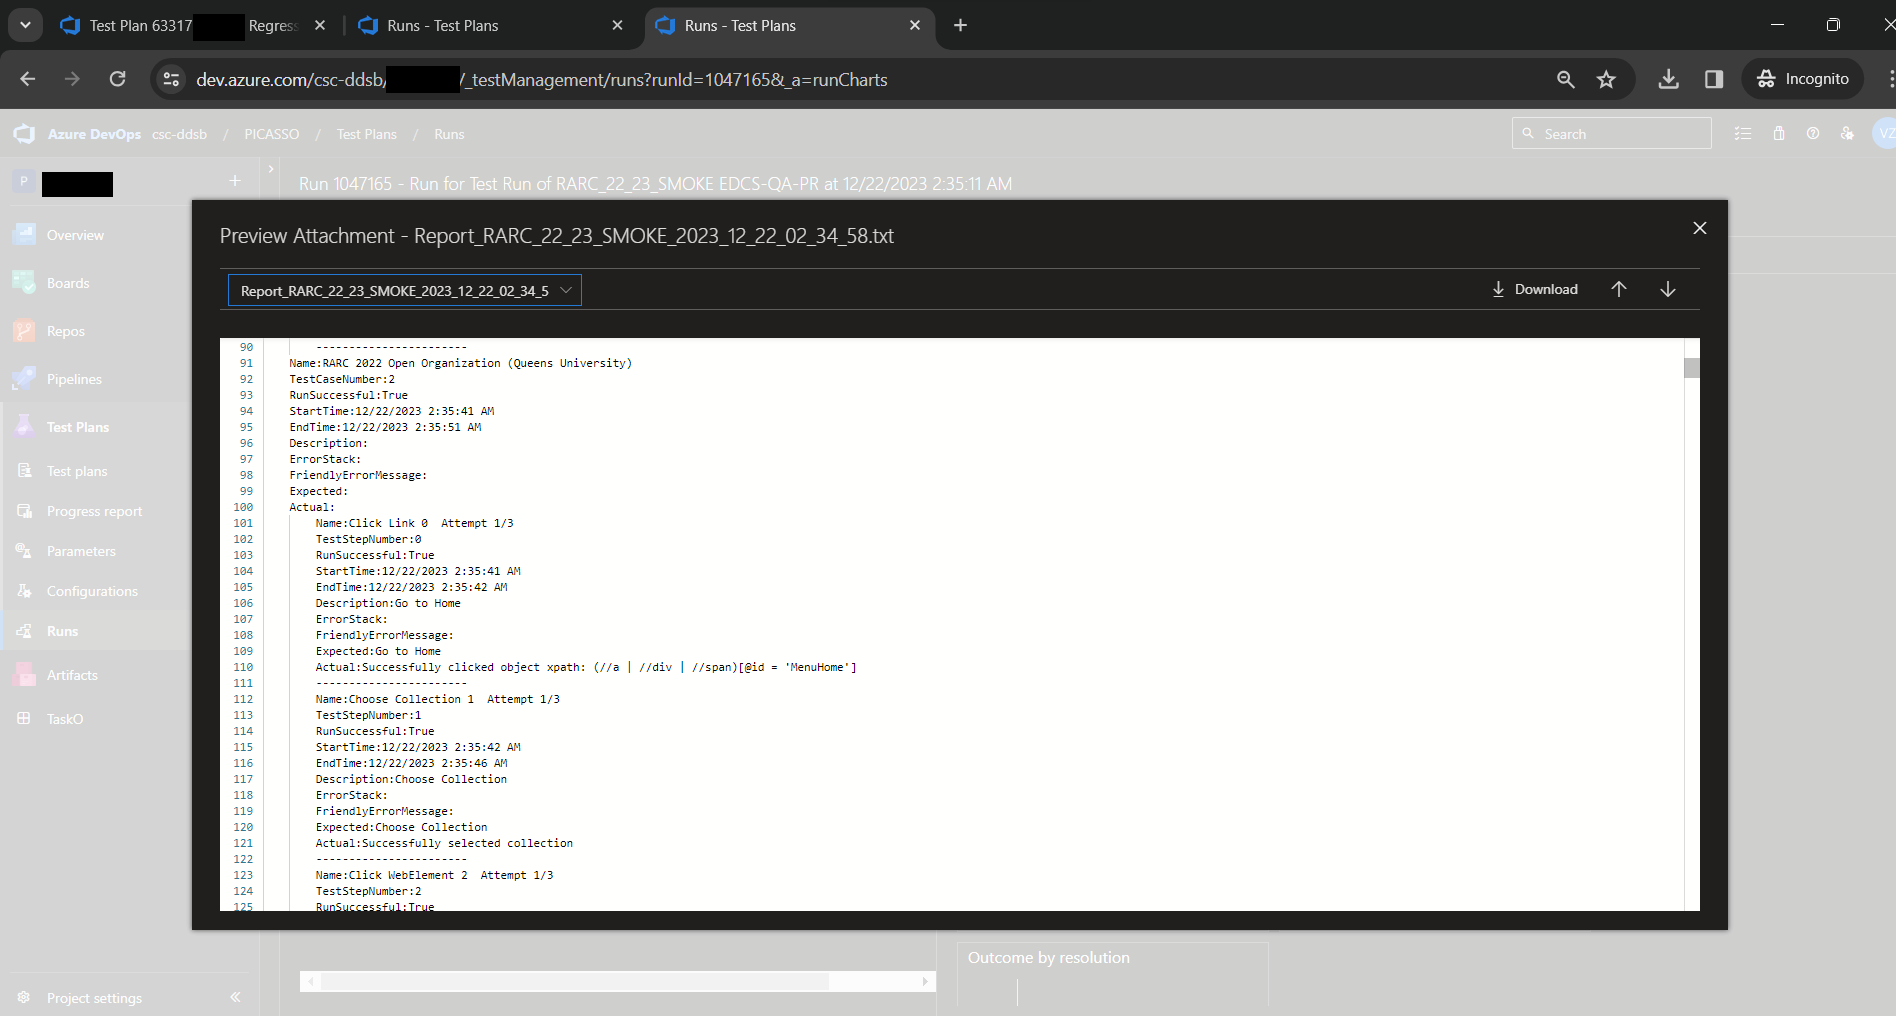 Test Plan 63317 Regress
Runs - Test Plans
Runs - Test Plans
dev.azure.com/csc-ddsb/ /_testManagement/runs?runId=1047165&_a=runCharts
Incognito
Azure DevOps csc-ddsb / PICASSO / Test Plans / Runs
Search
VZ
P
Run 1047165 - Run for Test Run of RARC_22_23_SMOKE EDCS-QA-PR at 12/22/2023 2:35:11 AM
Overview
Boards
Repos
Pipelines
Test Plans
Test plans
Progress report
Parameters
Configurations
Runs
Artifacts
TaskO
Project settings
Preview Attachment - Report_RARC_22_23_SMOKE_2023_12_22_02_34_58.txt
Report_RARC_22_23_SMOKE_2023_12_22_02_34_5
Download
90 -----------------------
91 Name:RARC 2022 Open Organization (Queens University)
92 TestCaseNumber:2
93 RunSuccessful:True
94 StartTime:12/22/2023 2:35:41 AM
95 EndTime:12/22/2023 2:35:51 AM
96 Description:
97 ErrorStack:
98 FriendlyErrorMessage:
99 Expected:
100 Actual:
101 Name:Click Link 0  Attempt 1/3
102 TestStepNumber:0
103 RunSuccessful:True
104 StartTime:12/22/2023 2:35:41 AM
105 EndTime:12/22/2023 2:35:42 AM
106 Description:Go to Home
107 ErrorStack:
108 FriendlyErrorMessage:
109 Expected:Go to Home
110 Actual:Successfully clicked object xpath: (//a | //div | //span)[@id = 'MenuHome']
111 -----------------------
112 Name:Choose Collection 1  Attempt 1/3
113 TestStepNumber:1
114 RunSuccessful:True
115 StartTime:12/22/2023 2:35:42 AM
116 EndTime:12/22/2023 2:35:46 AM
117 Description:Choose Collection
118 ErrorStack:
119 FriendlyErrorMessage:
120 Expected:Choose Collection
121 Actual:Successfully selected collection
122 -----------------------
123 Name:Click WebElement 2  Attempt 1/3
124 TestStepNumber:2
125 RunSuccessful:True
Outcome by resolution